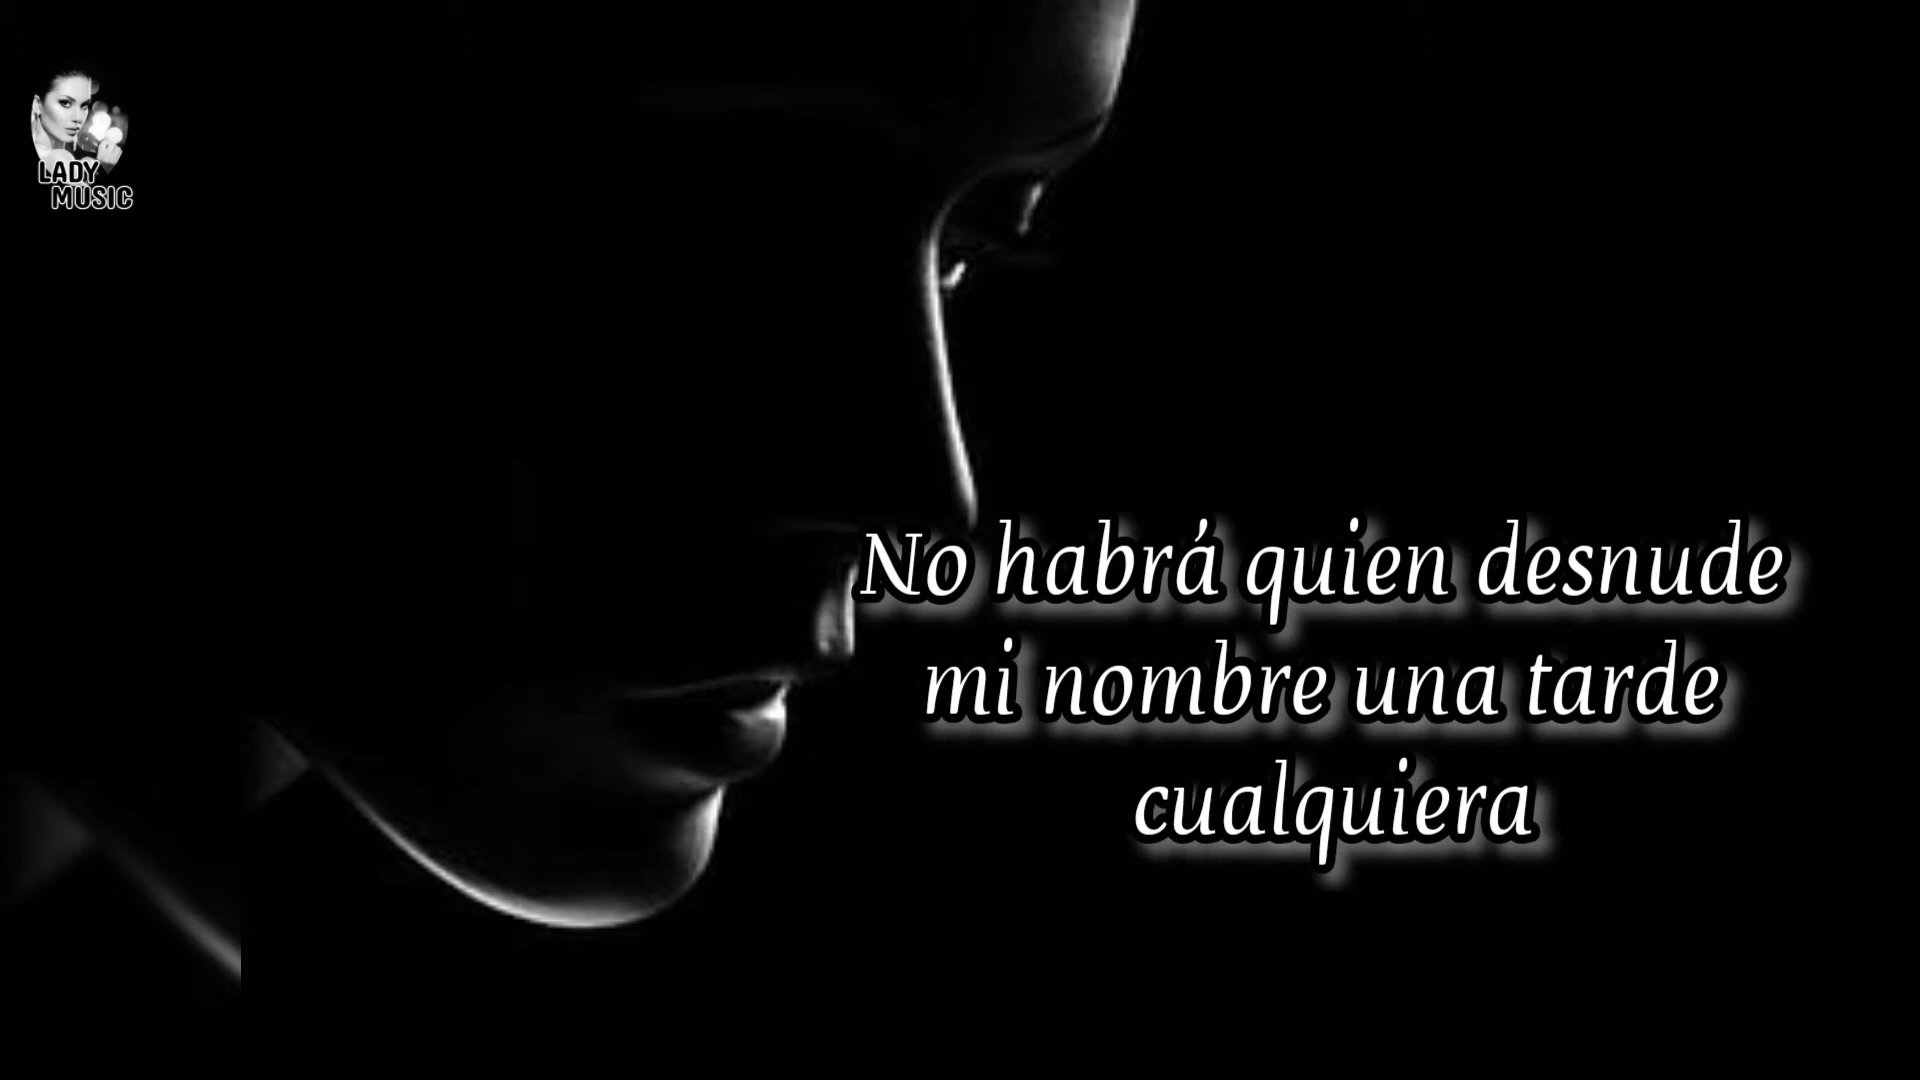 LADY
MUSIC
No habrá quien desnude
mi nombre una tarde
cualquiera